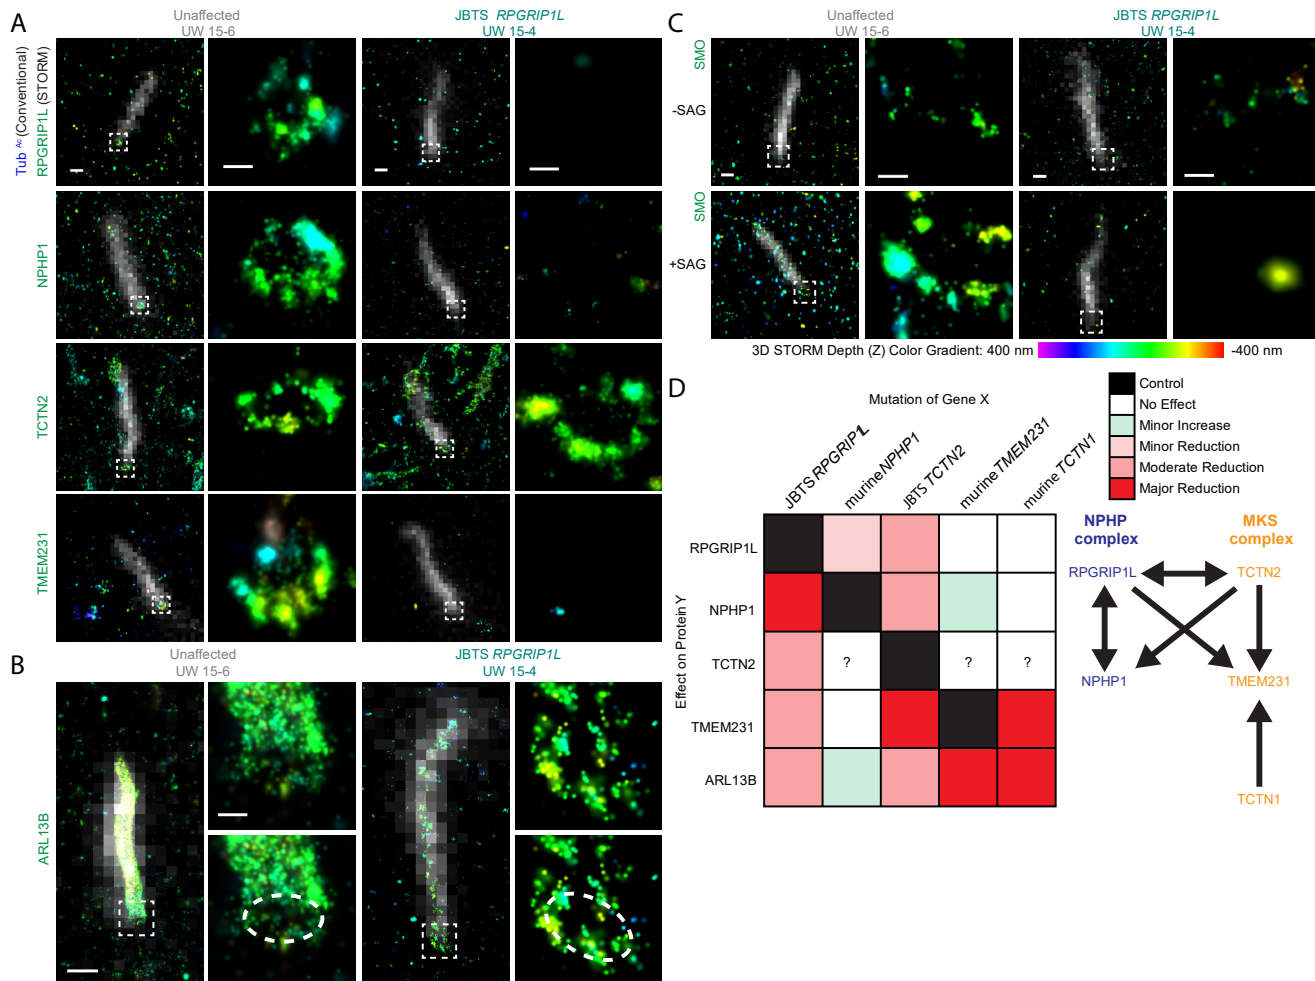 A
Unaffected
UW 15-6
JBTS RPGRIP1L
UW 15-4
Tub Ac (Conventional)
RPGRIP1L (STORM)
NPHP1
TCTN2
TMEM231
B
Unaffected
UW 15-6
JBTS RPGRIP1L
UW 15-4
ARL13B
C
Unaffected
UW 15-6
JBTS RPGRIP1L
UW 15-4
SMO
-SAG
SMO
+SAG
3D STORM Depth (Z) Color Gradient: 400 nm -400 nm
D
Mutation of Gene X
Control
No Effect
Minor Increase
Minor Reduction
Moderate Reduction
Major Reduction
JBTS RPGRIP1L
murine NPHP1
JBTS TCTN2
murine TMEM231
murine TCTN1
Effect on Protein Y
RPGRIP1L
NPHP1
TCTN2 ? ? ?
TMEM231
ARL13B
NPHP complex
MKS complex
RPGRIP1L TCTN2
NPHP1 TMEM231
TCTN1